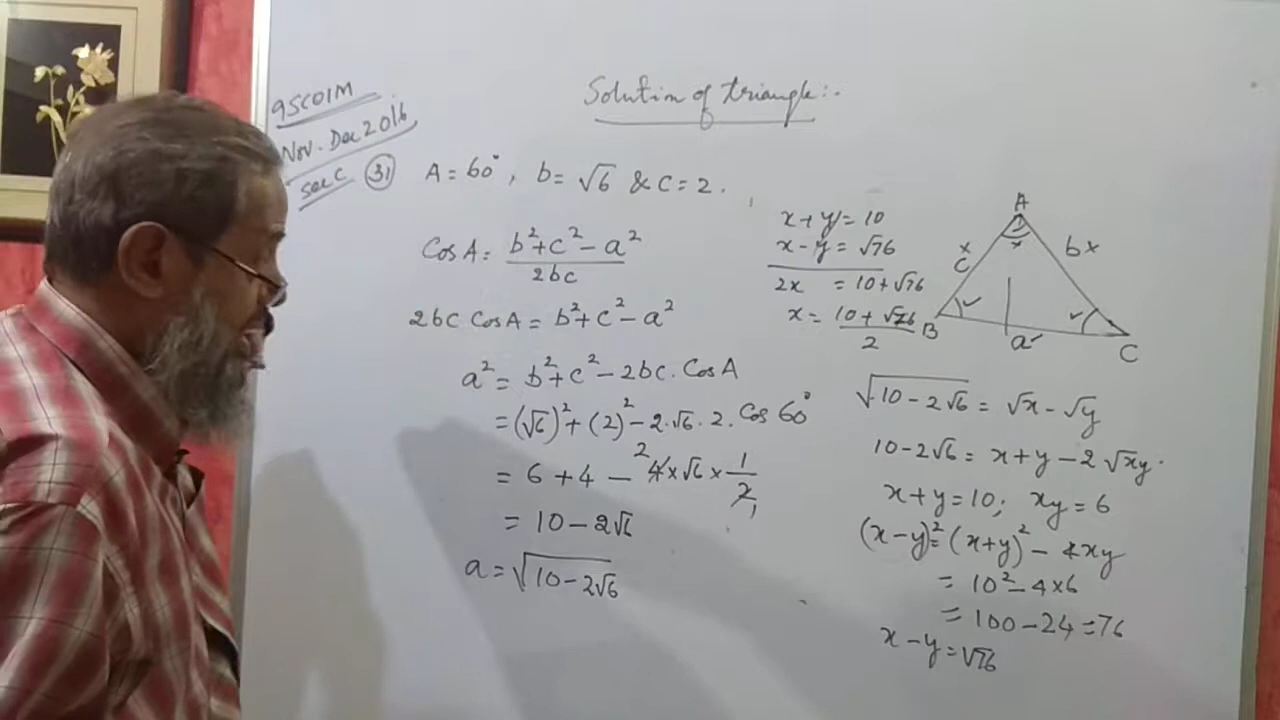 Solution of triangle:.
9SC01M
Nov. Dec 2016
sec C
31 A = 60°, b = √6 & c = 2.
Cos A = (b² + c² − a²) / 2bc
2bc Cos A = b² + c² − a²
a² = b² + c² − 2bc. Cos A
= (√6)² + (2)² − 2.√6.2. Cos 60°
= 6 + 4 − 4 2 × √6 × 1/2 1
= 10 − 2√6
a = √(10 − 2√6)
x + y = 10
x − y = √76
2x = 10 + √76
x = (10 + √76) / 2
A
x
x
c
b x
B
a
C
√(10 − 2√6) = √x − √y
10 − 2√6 = x + y − 2√xy.
x + y = 10; xy = 6
(x − y)² = (x + y)² − 4xy
= 10² − 4 × 6
= 100 − 24 = 76
x − y = √76